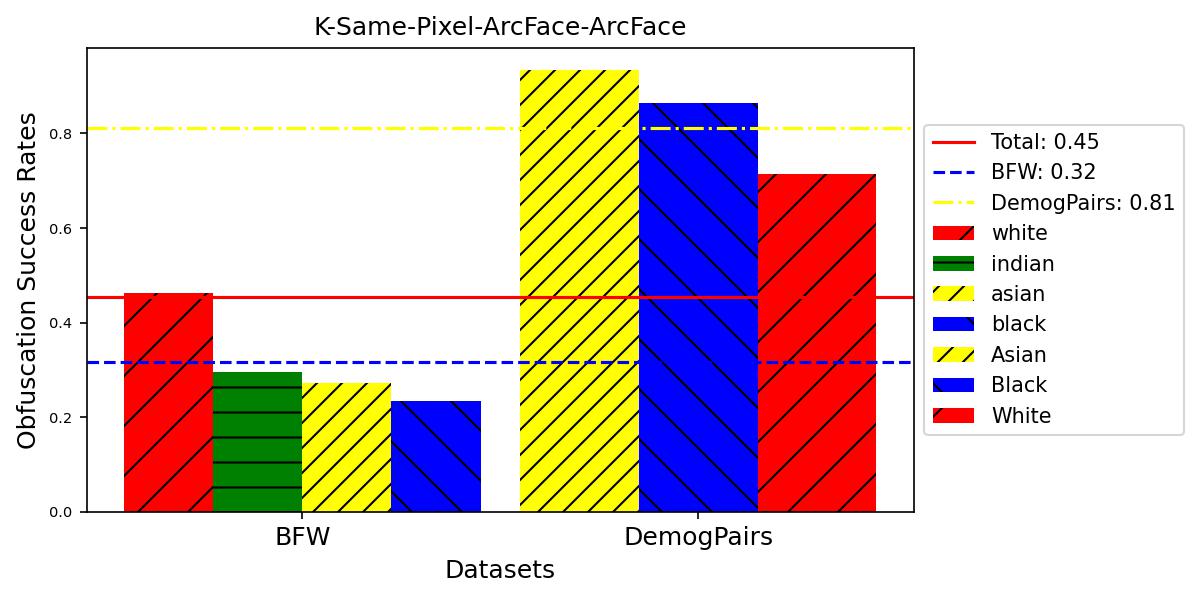 K-Same-Pixel-ArcFace-ArcFace
Obfuscation Success Rates
0.8
0.6
0.4
0.2
0.0
BFW
DemogPairs
Datasets
Total: 0.45
BFW: 0.32
DemogPairs: 0.81
white
indian
asian
black
Asian
Black
White